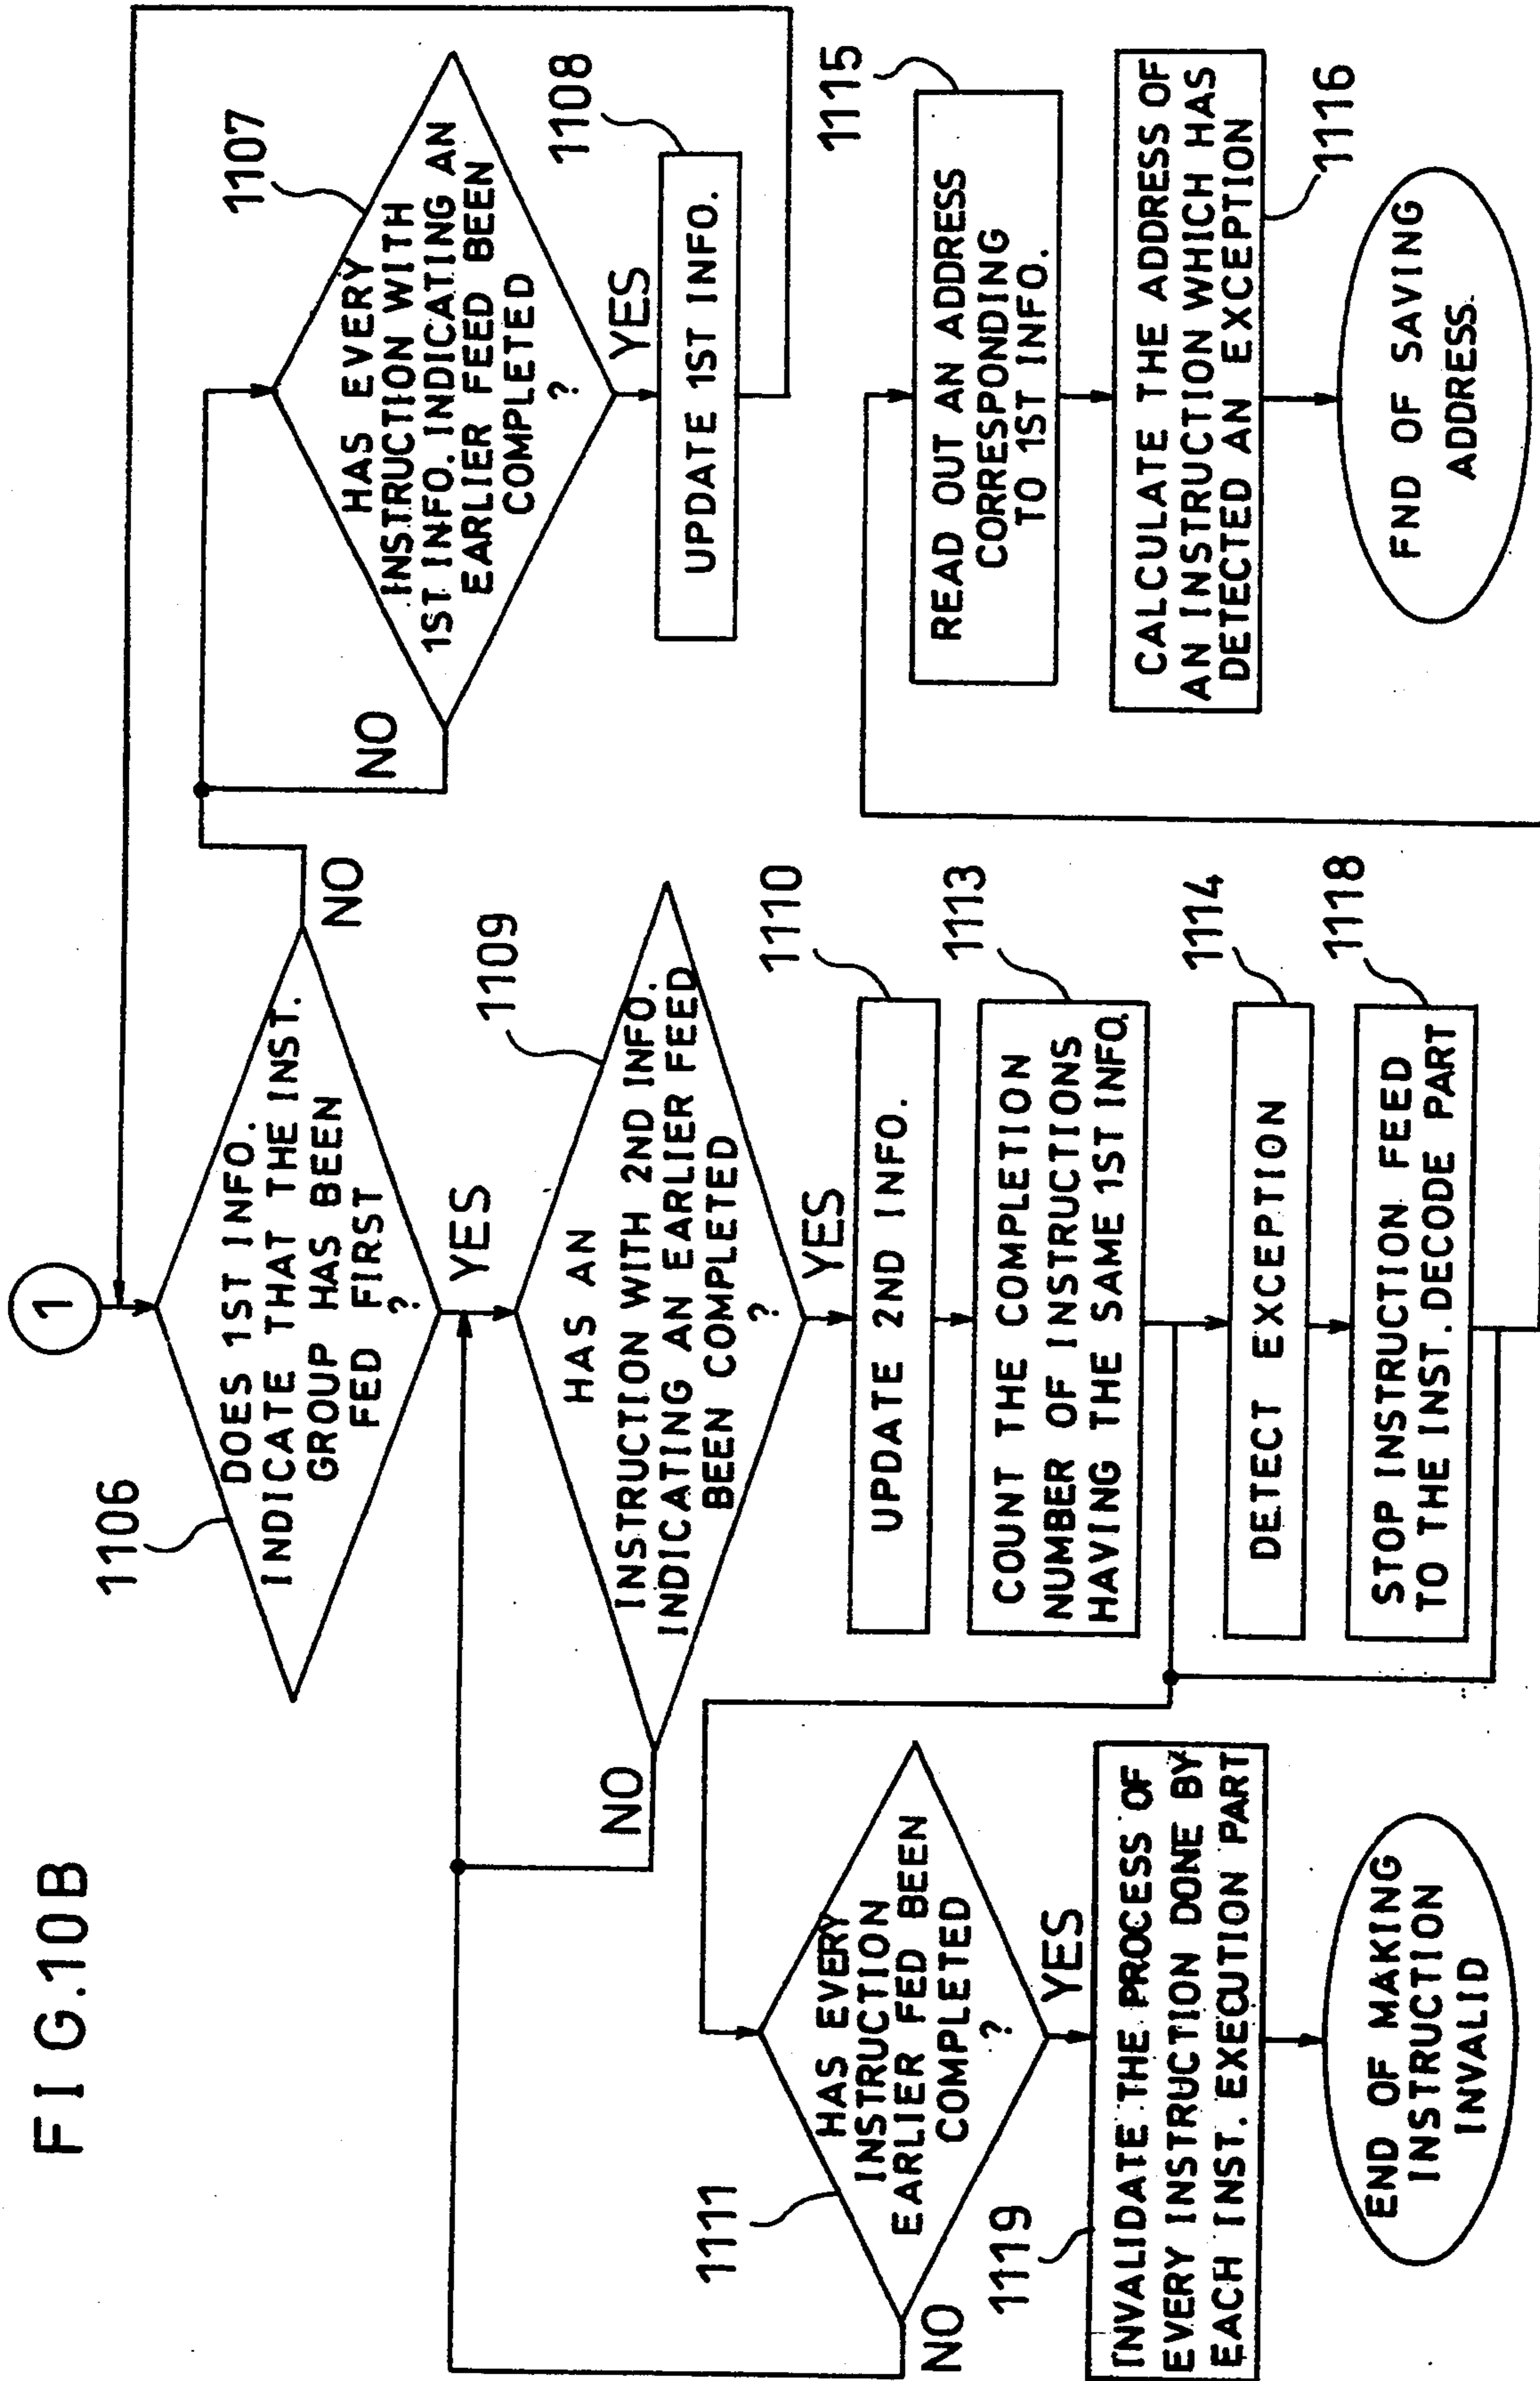 FIG.10B
1
1106
DOES 1ST INFO.
INDICATE THAT THE INST.
GROUP HAS BEEN
FED FIRST
?
NO
YES
1107
HAS EVERY
INSTRUCTION WITH
1ST INFO. INDICATING AN
EARLIER FEED BEEN
COMPLETED
?
NO
YES
1108
UPDATE 1ST INFO.
1109
HAS AN
INSTRUCTION WITH 2ND INFO.
INDICATING AN EARLIER FEED
BEEN COMPLETED
?
NO
YES
1110
UPDATE 2ND INFO.
1113
COUNT THE COMPLETION
NUMBER OF INSTRUCTIONS
HAVING THE SAME 1ST INFO.
1114
DETECT EXCEPTION
1118
STOP INSTRUCTION FEED
TO THE INST. DECODE PART
1111
HAS EVERY
INSTRUCTION
EARLIER FED BEEN
COMPLETED
?
NO
YES
1119
INVALIDATE THE PROCESS OF
EVERY INSTRUCTION DONE BY
EACH INST. EXECUTION PART
END OF MAKING
INSTRUCTION
INVALID
1115
READ OUT AN ADDRESS
CORRESPONDING
TO 1ST INFO.
CALCULATE THE ADDRESS OF
AN INSTRUCTION WHICH HAS
DETECTED AN EXCEPTION
1116
END OF SAVING
ADDRESS.